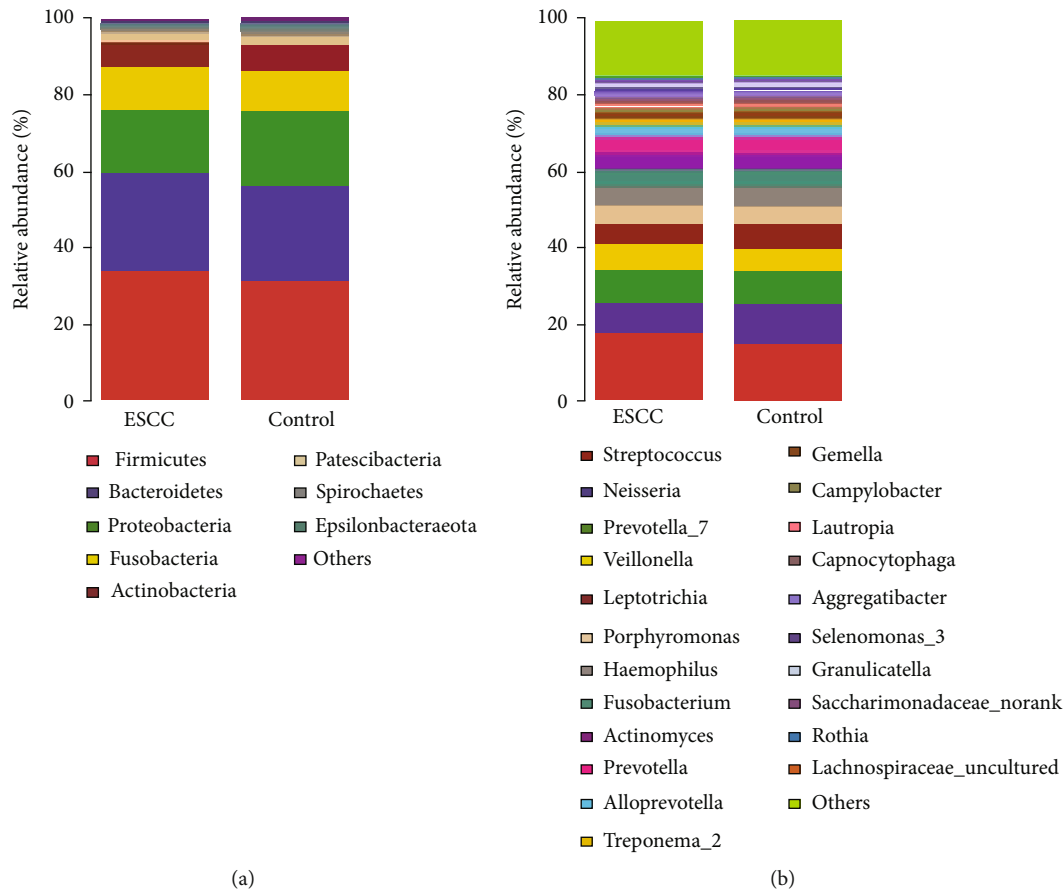 Relative abundance (%)
100
80
60
40
20
0
ESCC
Control
Firmicutes
Bacteroidetes
Proteobacteria
Fusobacteria
Actinobacteria
Patescibacteria
Spirochaetes
Epsilonbacteraeota
Others
(a)
Relative abundance (%)
100
80
60
40
20
0
ESCC
Control
Streptococcus
Neisseria
Prevotella_7
Veillonella
Leptotrichia
Porphyromonas
Haemophilus
Fusobacterium
Actinomyces
Prevotella
Alloprevotella
Treponema_2
Gemella
Campylobacter
Lautropia
Capnocytophaga
Aggregatibacter
Selenomonas_3
Granulicatella
Saccharimonadaceae_norank
Rothia
Lachnospiraceae_uncultured
Others
(b)